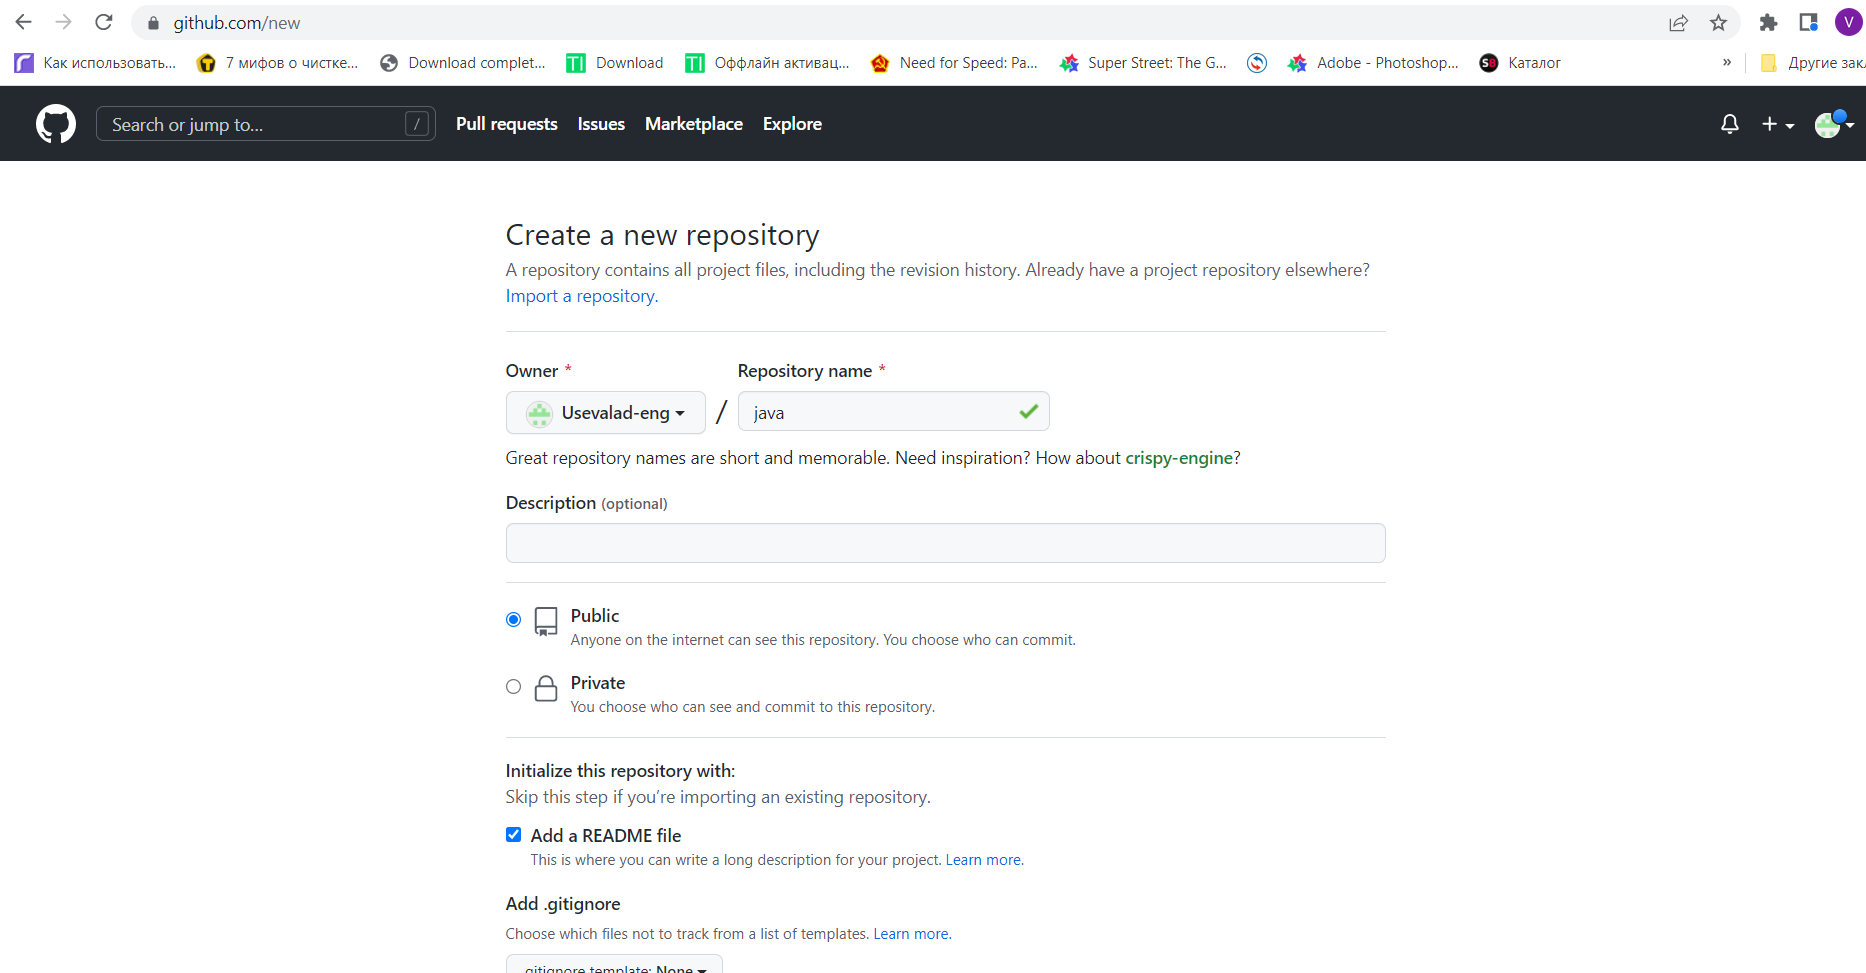 github.com/new
V
Как использовать... 7 мифов о чистке... Download complet... TI Download TI Оффлайн активац... Need for Speed: Pa... Super Street: The G... Adobe - Photoshop... SB Каталог » Другие закл
Search or jump to... / Pull requests Issues Marketplace Explore
Create a new repository
A repository contains all project files, including the revision history. Already have a project repository elsewhere?
Import a repository.
Owner * Repository name *
Usevalad-eng / java
Great repository names are short and memorable. Need inspiration? How about crispy-engine?
Description (optional)
Public
Anyone on the internet can see this repository. You choose who can commit.
Private
You choose who can see and commit to this repository.
Initialize this repository with:
Skip this step if you’re importing an existing repository.
Add a README file
This is where you can write a long description for your project. Learn more.
Add .gitignore
Choose which files not to track from a list of templates. Learn more.
.gitignore template: None